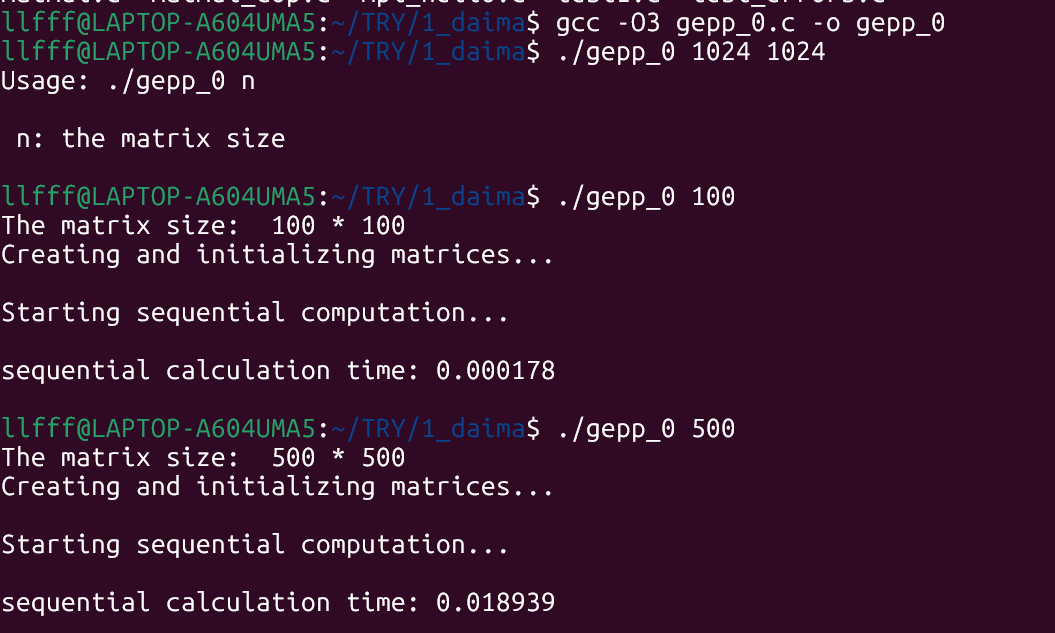 llfff@LAPTOP-A604UMA5:~/TRY/1_daima$ gcc -O3 gepp_0.c -o gepp_0
llfff@LAPTOP-A604UMA5:~/TRY/1_daima$ ./gepp_0 1024 1024
Usage: ./gepp_0 n
n: the matrix size
llfff@LAPTOP-A604UMA5:~/TRY/1_daima$ ./gepp_0 100
The matrix size:  100 * 100
Creating and initializing matrices...
Starting sequential computation...
sequential calculation time: 0.000178
llfff@LAPTOP-A604UMA5:~/TRY/1_daima$ ./gepp_0 500
The matrix size:  500 * 500
Creating and initializing matrices...
Starting sequential computation...
sequential calculation time: 0.018939